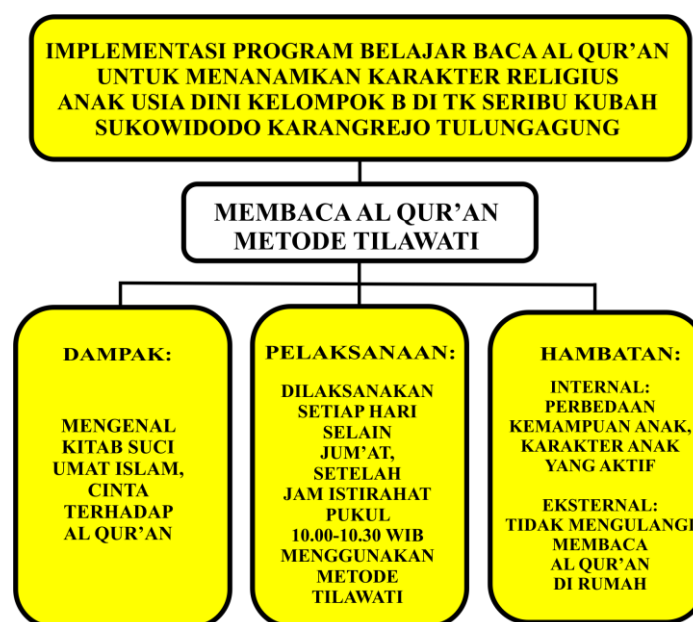 IMPLEMENTASI PROGRAM BELAJAR BACA AL QUR’AN
UNTUK MENANAMKAN KARAKTER RELIGIUS
ANAK USIA DINI KELOMPOK B DI TK SERIBU KUBAH
SUKOWIDODO KARANGREJO TULUNGAGUNG
MEMBACA AL QUR’AN
METODE TILAWATI
DAMPAK:
MENGENAL
KITAB SUCI
UMAT ISLAM,
CINTA
TERHADAP
AL QUR’AN
PELAKSANAAN:
DILAKSANAKAN
SETIAP HARI
SELAIN
JUM’AT,
SETELAH
JAM ISTIRAHAT
PUKUL
10.00-10.30 WIB
MENGGUNAKAN
METODE
TILAWATI
HAMBATAN:
INTERNAL:
PERBEDAAN
KEMAMPUAN ANAK,
KARAKTER ANAK
YANG AKTIF
EKSTERNAL:
TIDAK MENGULANGI
MEMBACA
AL QUR’AN
DI RUMAH